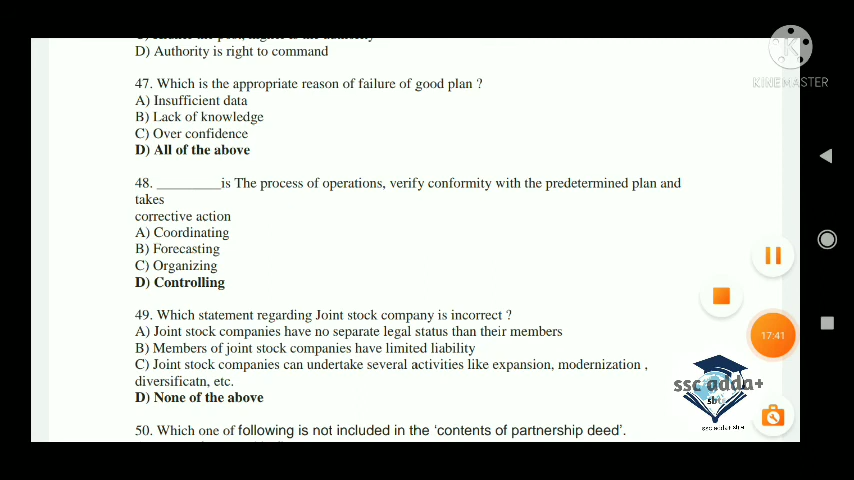 D) Authority is right to command
47. Which is the appropriate reason of failure of good plan ?
A) Insufficient data
B) Lack of knowledge
C) Over confidence
D) All of the above
48. _________is The process of operations, verify conformity with the predetermined plan and
takes
corrective action
A) Coordinating
B) Forecasting
C) Organizing
D) Controlling
49. Which statement regarding Joint stock company is incorrect ?
A) Joint stock companies have no separate legal status than their members
B) Members of joint stock companies have limited liability
C) Joint stock companies can undertake several activities like expansion, modernization ,
diversificatn, etc.
D) None of the above
50. Which one of following is not included in the ‘contents of partnership deed’.
K
KINEMASTER
17:41
ssc adda+